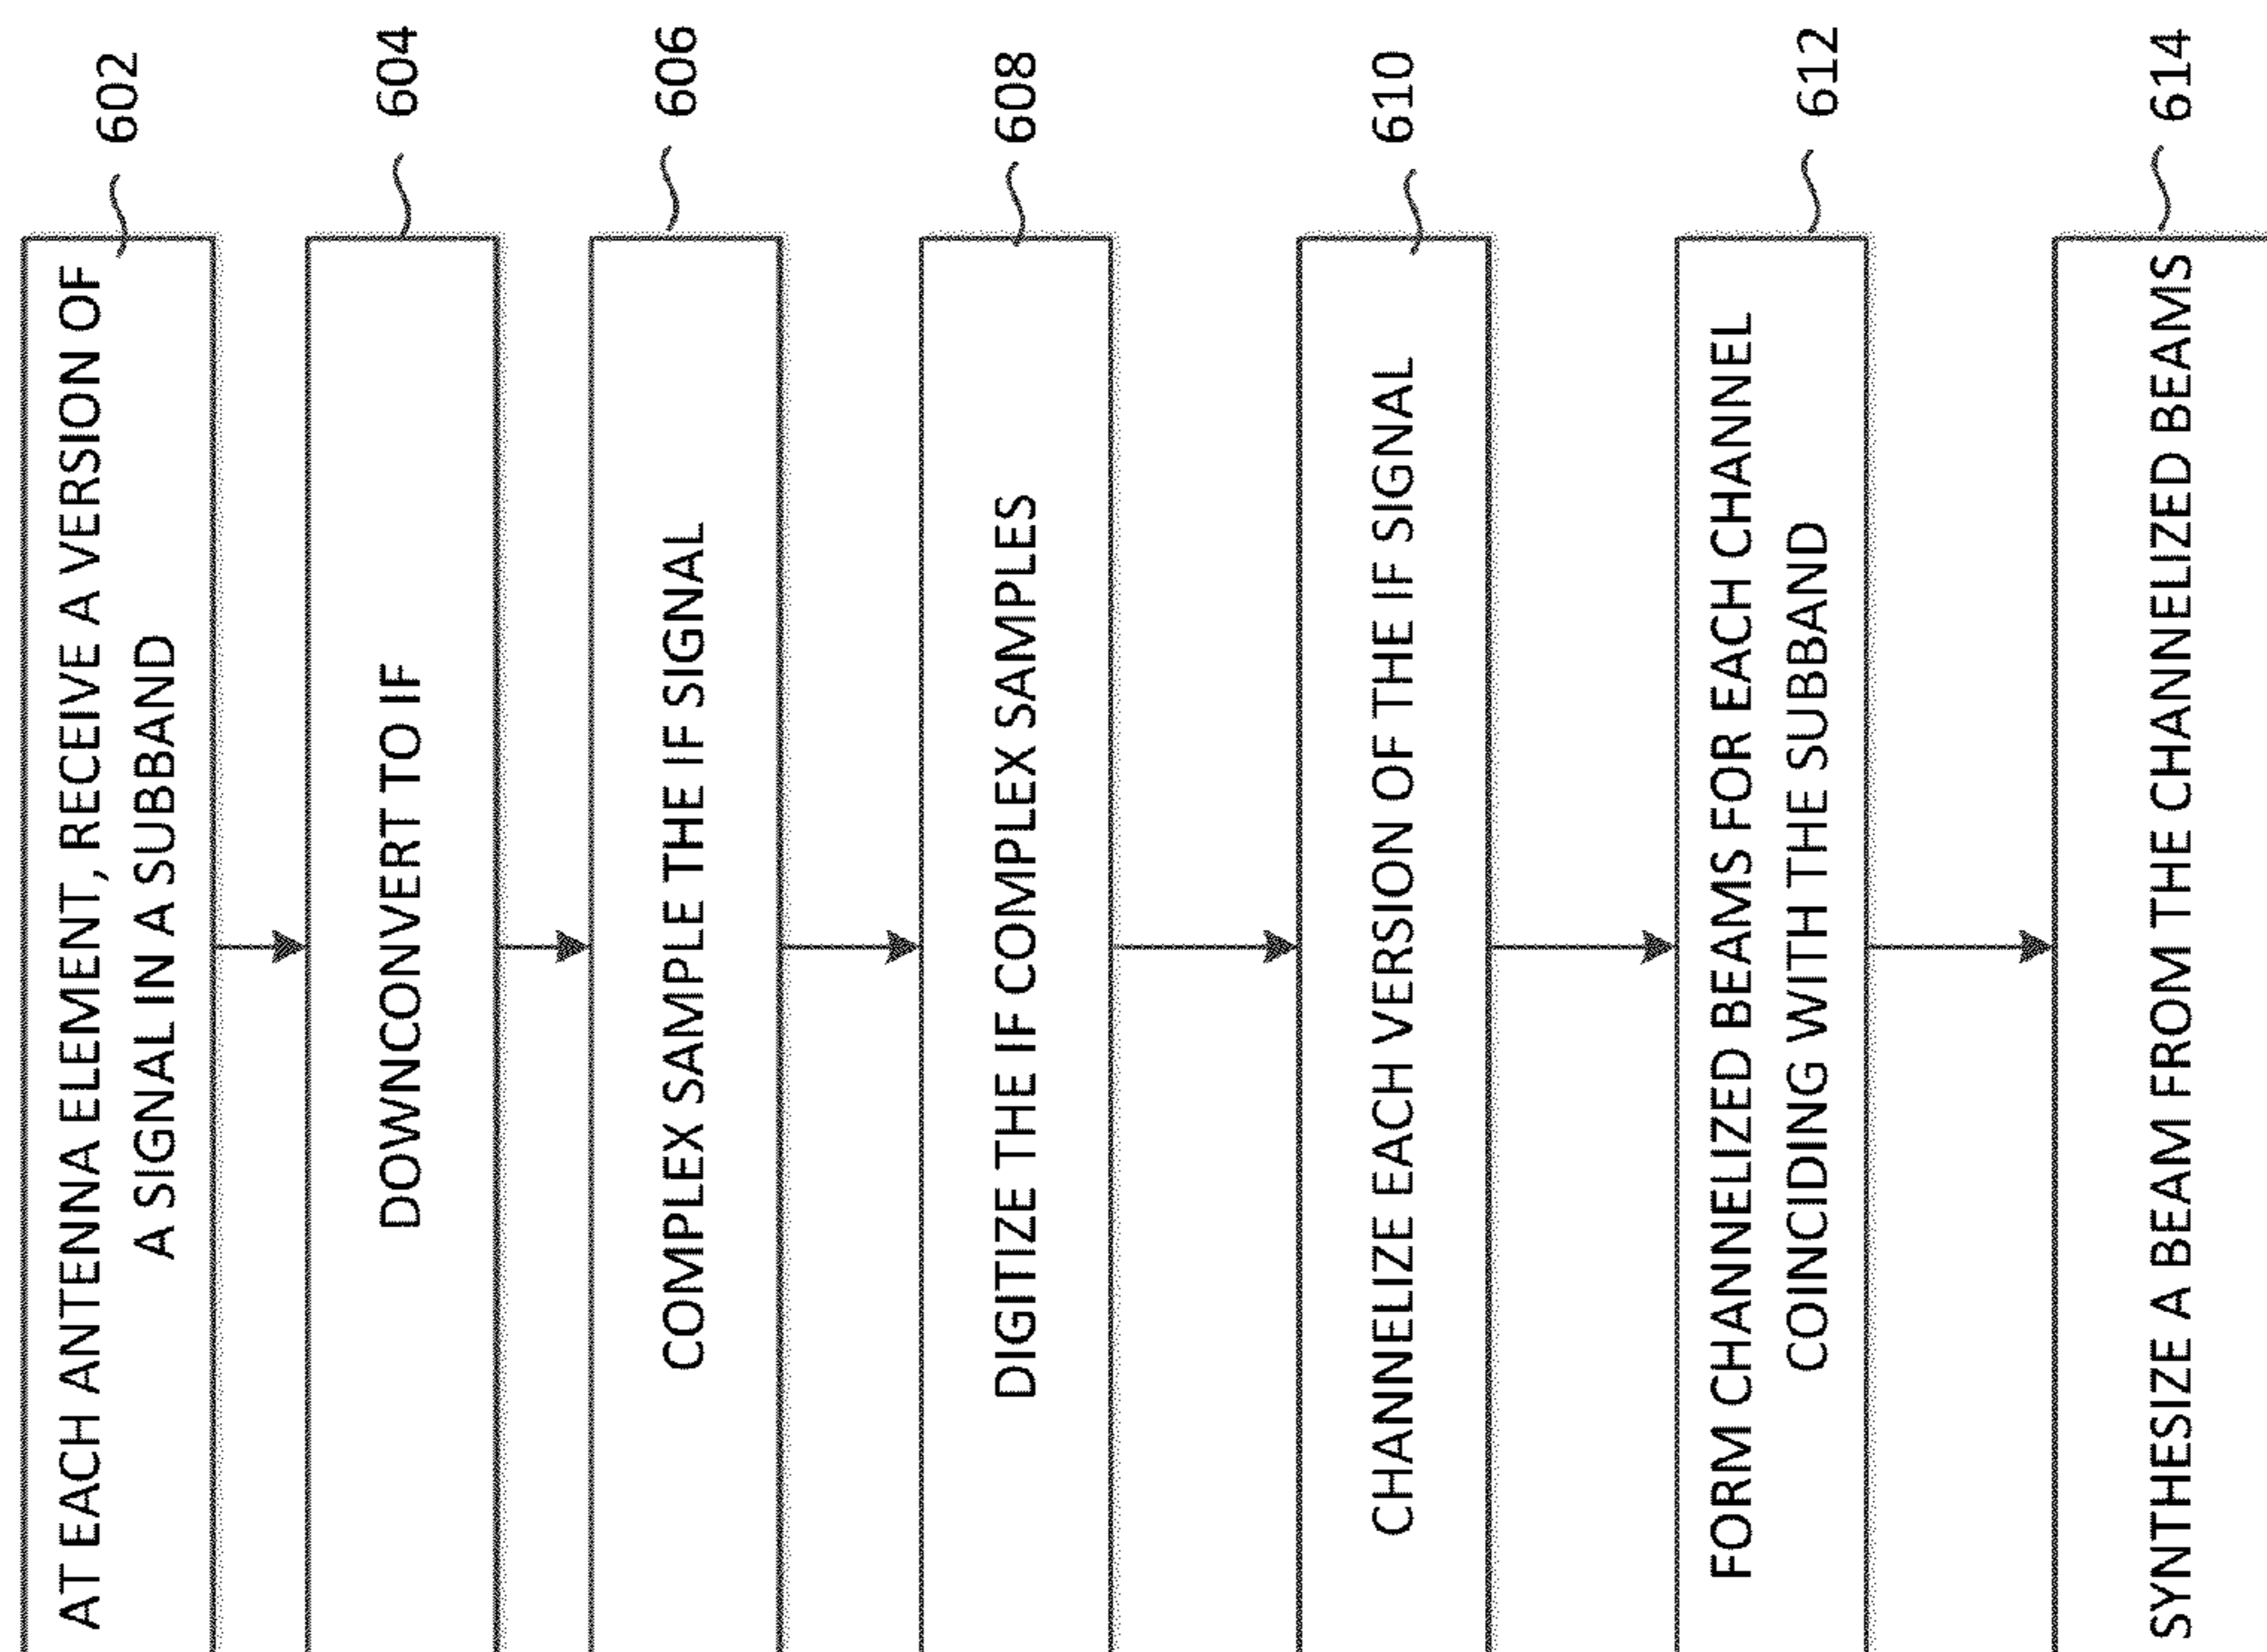 AT EACH ANTENNA ELEMENT, RECEIVE A VERSION OF
A SIGNAL IN A SUBBAND
602
DOWNCONVERT TO IF
604
COMPLEX SAMPLE THE IF SIGNAL
606
DIGITIZE THE IF COMPLEX SAMPLES
608
CHANNELIZE EACH VERSION OF THE IF SIGNAL
610
FORM CHANNELIZED BEAMS FOR EACH CHANNEL
COINCIDING WITH THE SUBBAND
612
SYNTHESIZE A BEAM FROM THE CHANNELIZED BEAMS
614